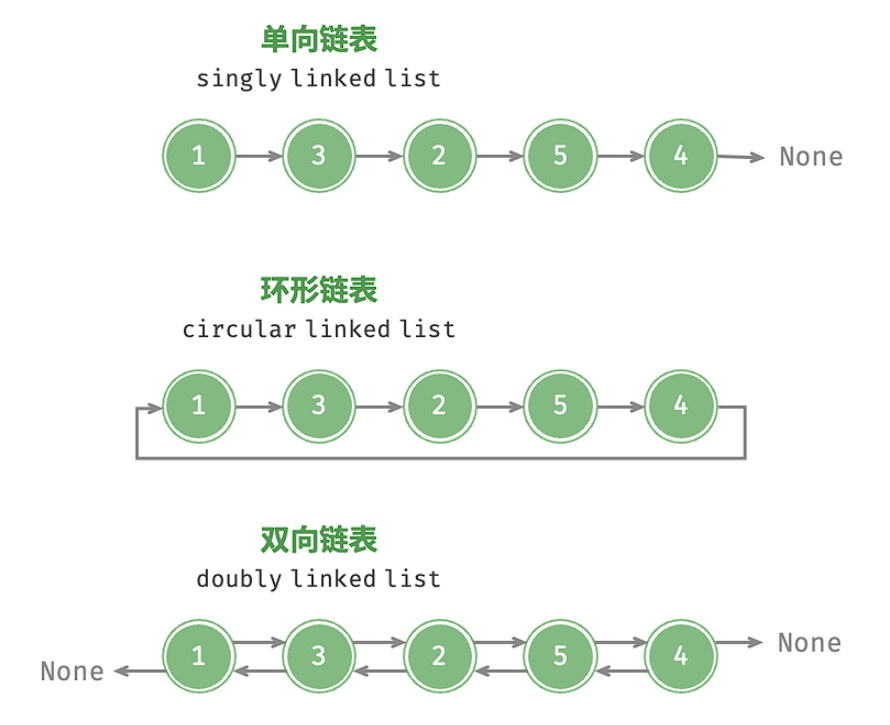 单向链表
singly linked list
1 3 2 5 4 None
环形链表
circular linked list
1 3 2 5 4
双向链表
doubly linked list
None 1 3 2 5 4 None